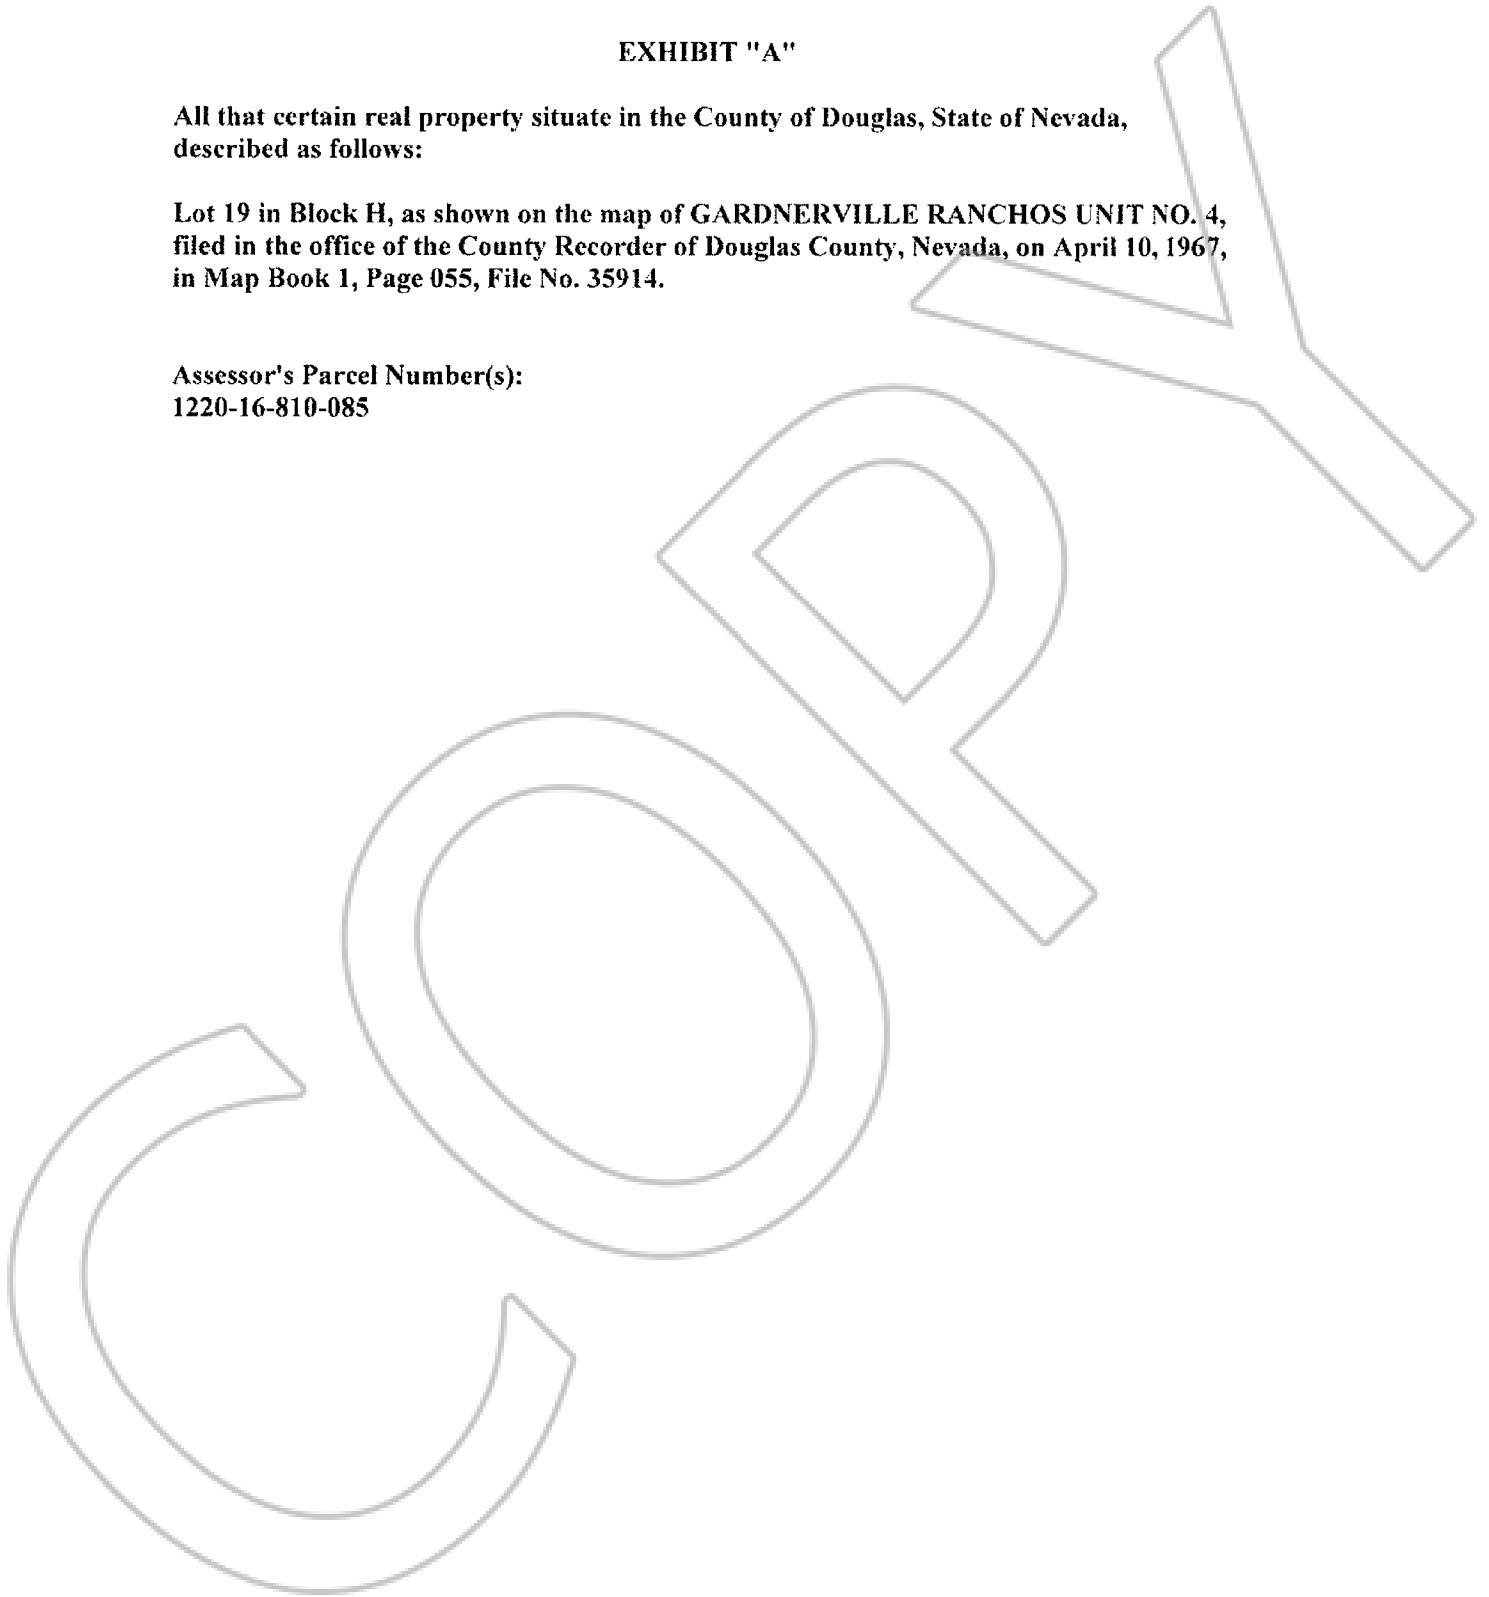 EXHIBIT "A"
All that certain real property situate in the County of Douglas, State of Nevada,
described as follows:
Lot 19 in Block H, as shown on the map of GARDNERVILLE RANCHOS UNIT NO. 4,
filed in the office of the County Recorder of Douglas County, Nevada, on April 10, 1967,
in Map Book 1, Page 055, File No. 35914.
Assessor's Parcel Number(s):
1220-16-810-085
COPY